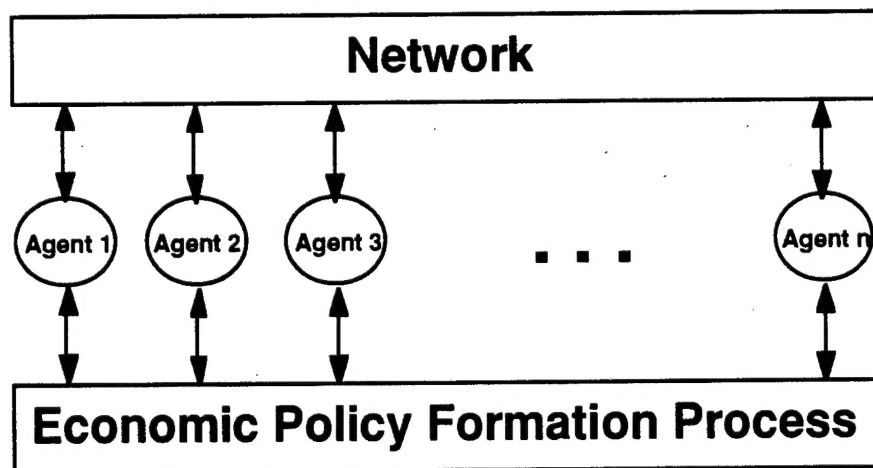 Network
Agent 1 Agent 2 Agent 3 . . . Agent n
Economic Policy Formation Process